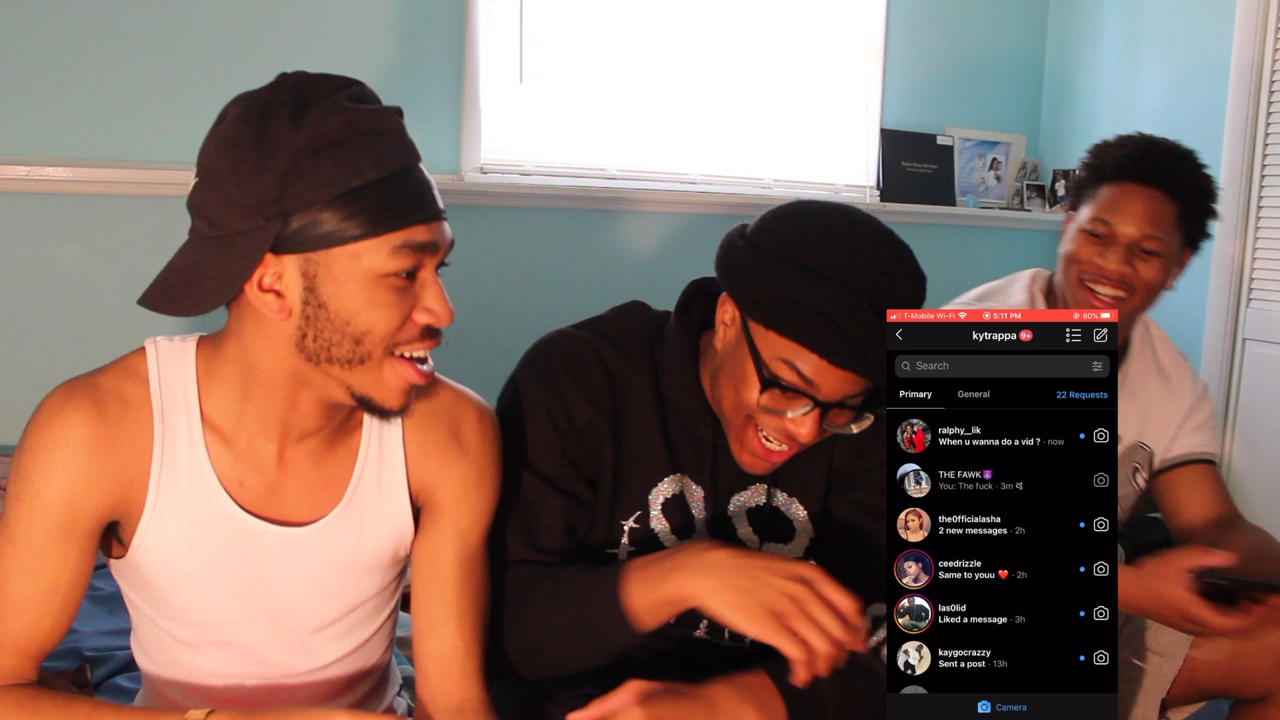 T-Mobile Wi-Fi
5:11 PM
80%
kytrappa 9+
Search
Primary
General
22 Requests
ralphy__lik
When u wanna do a vid ? · now
THE FAWK😈
You: The fuck · 3m
the0fficialasha
2 new messages · 2h
ceedrizzle
Same to youu ❤️ · 2h
las0lid
Liked a message · 3h
kaygocrazzy
Sent a post · 13h
Camera